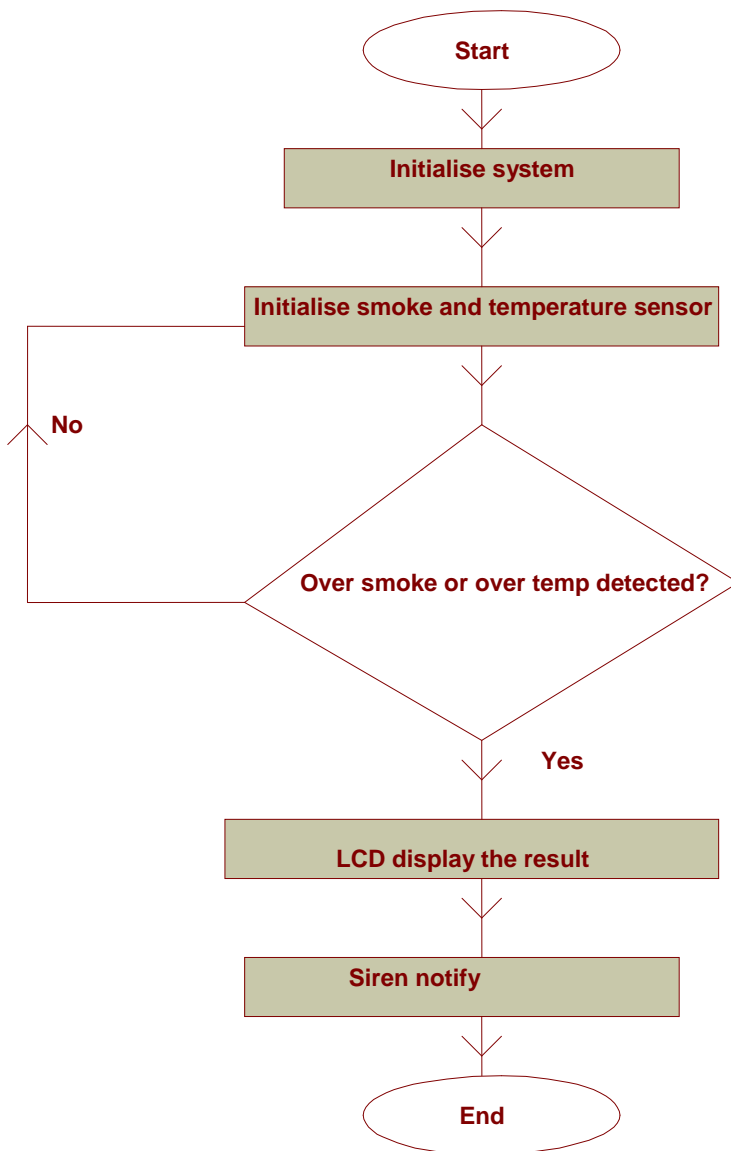 Start
Initialise system
Initialise smoke and temperature sensor
No
Over smoke or over temp detected?
Yes
LCD display the result
Siren notify
End